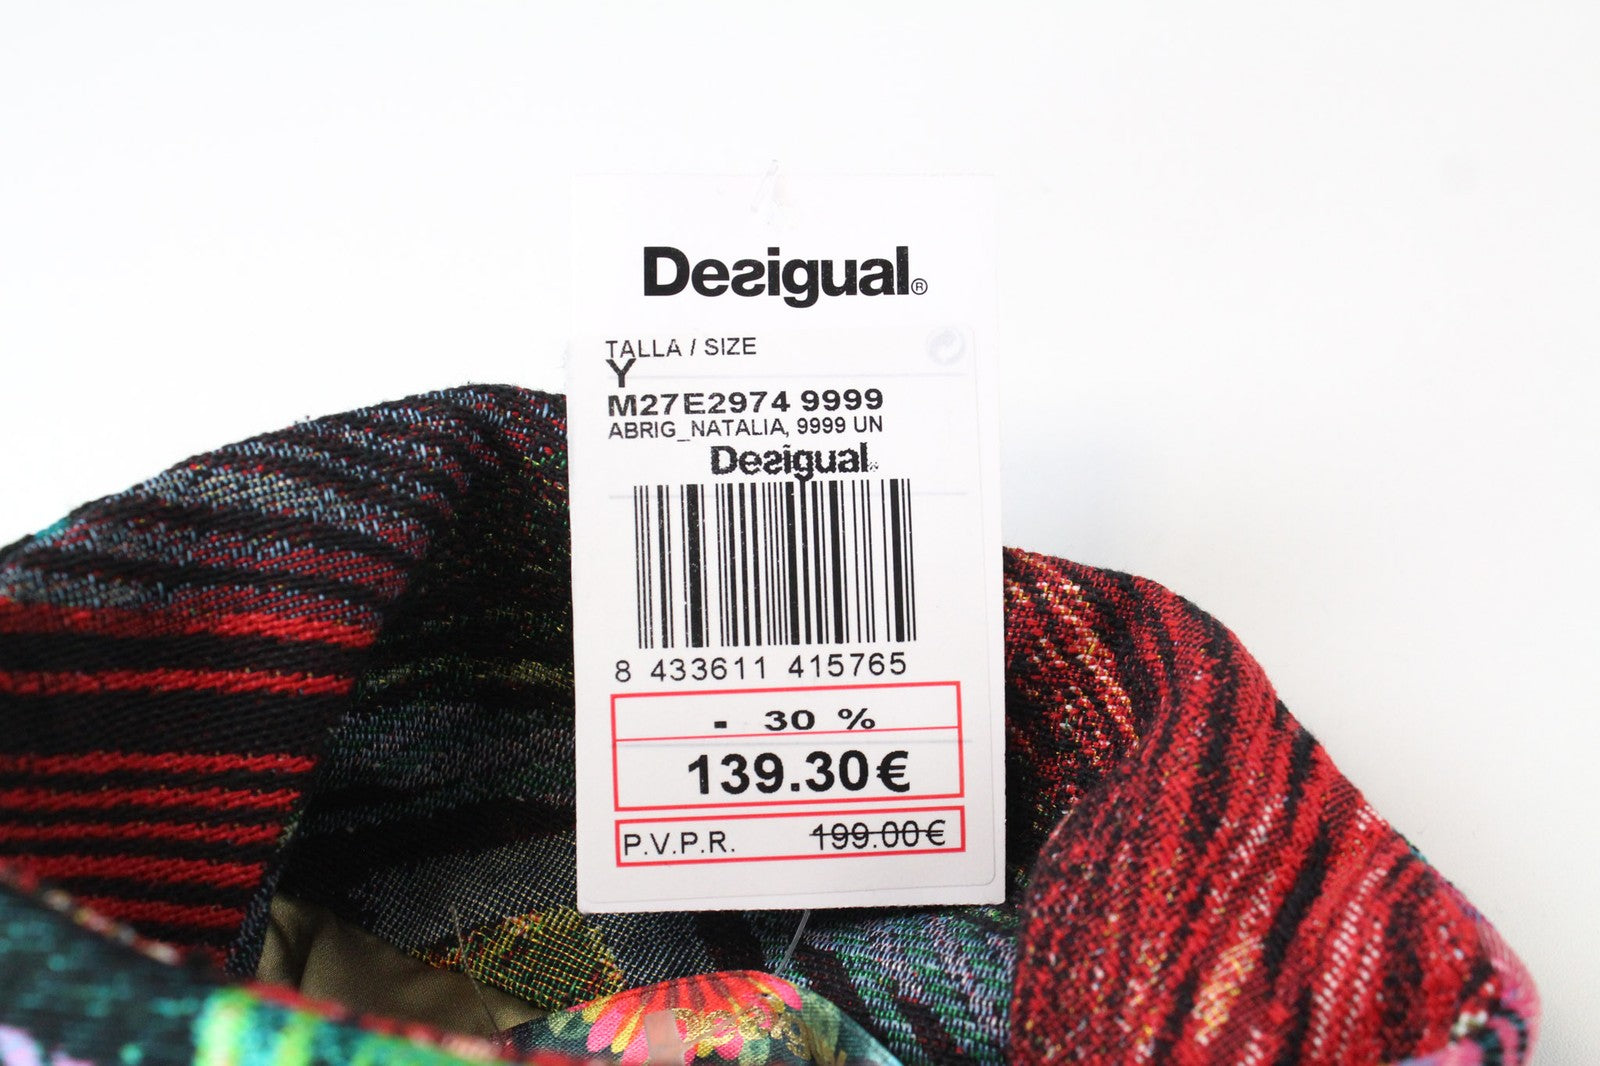 Desigual®
TALLA / SIZE
Y
M27E2974 9999
ABRIG_NATALIA, 9999 UN
Desigual
8 433611 415765
- 30 %
139.30€
P.V.P.R. 199.00€